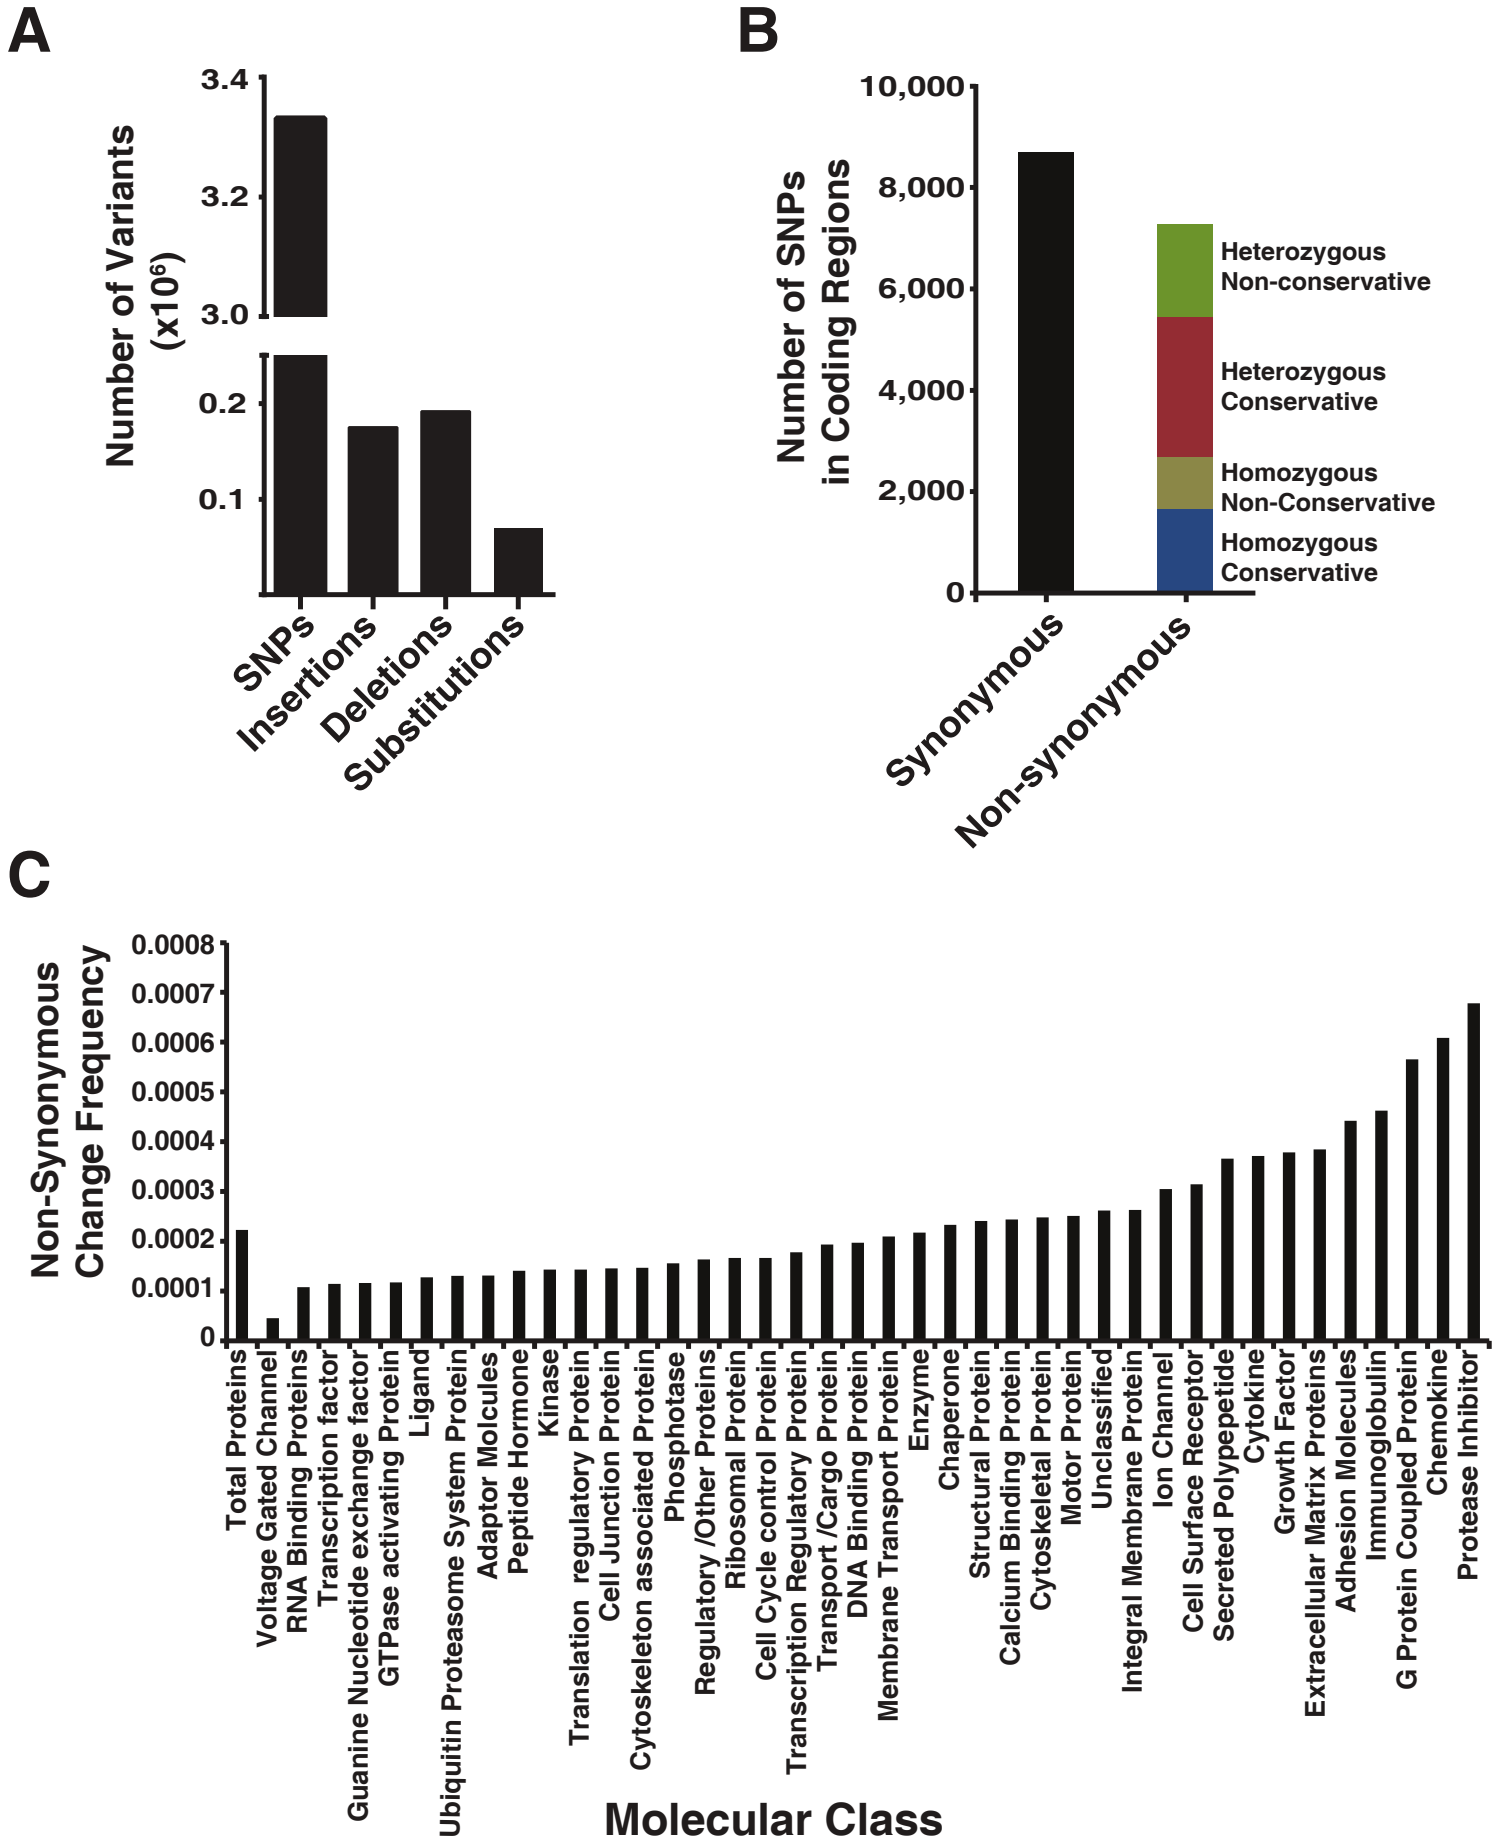 A
Number of Variants
(x10⁶)
3.4
3.2
3.0
0.2
0.1
SNPs
Insertions
Deletions
Substitutions
B
Number of SNPs
in Coding Regions
10,000
8,000
6,000
4,000
2,000
0
Heterozygous
Non-conservative
Heterozygous
Conservative
Homozygous
Non-Conservative
Homozygous
Conservative
Synonymous
Non-synonymous
C
Non-Synonymous
Change Frequency
0.0008
0.0007
0.0006
0.0005
0.0004
0.0003
0.0002
0.0001
0
Total Proteins
Voltage Gated Channel
RNA Binding Proteins
Transcription factor
Guanine Nucleotide exchange factor
GTPase activating Protein
Ligand
Ubiquitin Proteasome System Protein
Adaptor Molcules
Peptide Hormone
Kinase
Translation regulatory Protein
Cell Junction Protein
Cytoskeleton associated Protein
Phosphotase
Regulatory /Other Proteins
Ribosomal Protein
Cell Cycle control Protein
Transcription Regulatory Protein
Transport /Cargo Protein
DNA Binding Protein
Membrane Transport Protein
Enzyme
Chaperone
Structural Protein
Calcium Binding Protein
Cytoskeletal Protein
Motor Protein
Unclassified
Integral Membrane Protein
Ion Channel
Cell Surface Receptor
Secreted Polypepetide
Cytokine
Growth Factor
Extracellular Matrix Proteins
Adhesion Molecules
Immunoglobulin
G Protein Coupled Protein
Chemokine
Protease Inhibitor
Molecular Class